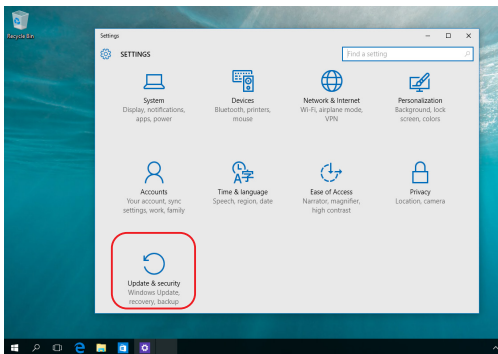 Recycle Bin
Settings
SETTINGS
Find a setting
System
Display, notifications,
apps, power
Devices
Bluetooth, printers,
mouse
Network & Internet
Wi-Fi, airplane mode,
VPN
Personalization
Background, lock
screen, colors
Accounts
Your account, sync
settings, work, family
Time & language
Speech, region, date
Ease of Access
Narrator, magnifier,
high contrast
Privacy
Location, camera
Update & security
Windows Update,
recovery, backup